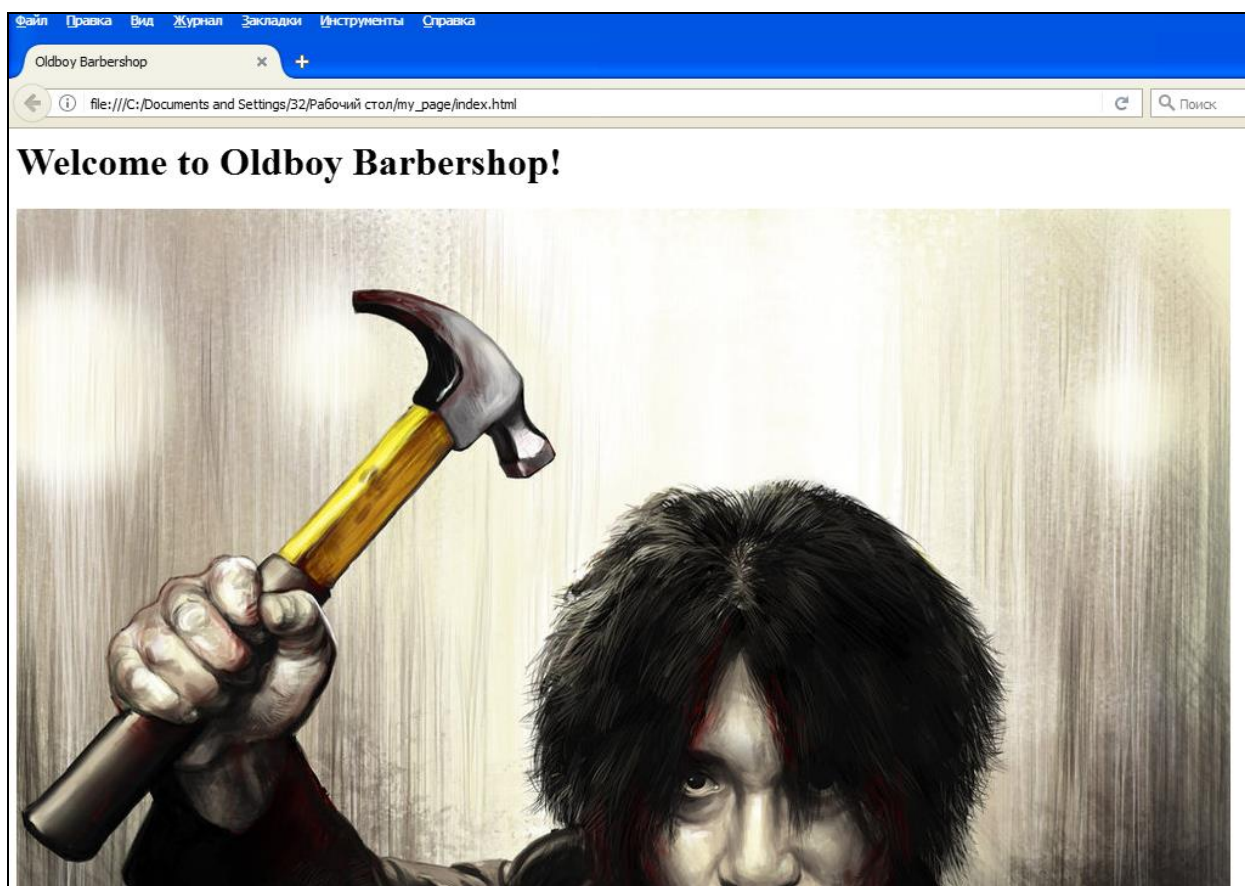 Файл Правка Вид Журнал Закладки Инструменты Справка
Oldboy Barbershop
file:///C:/Documents and Settings/32/Рабочий стол/my_page/index.html
Поиск
Welcome to Oldboy Barbershop!